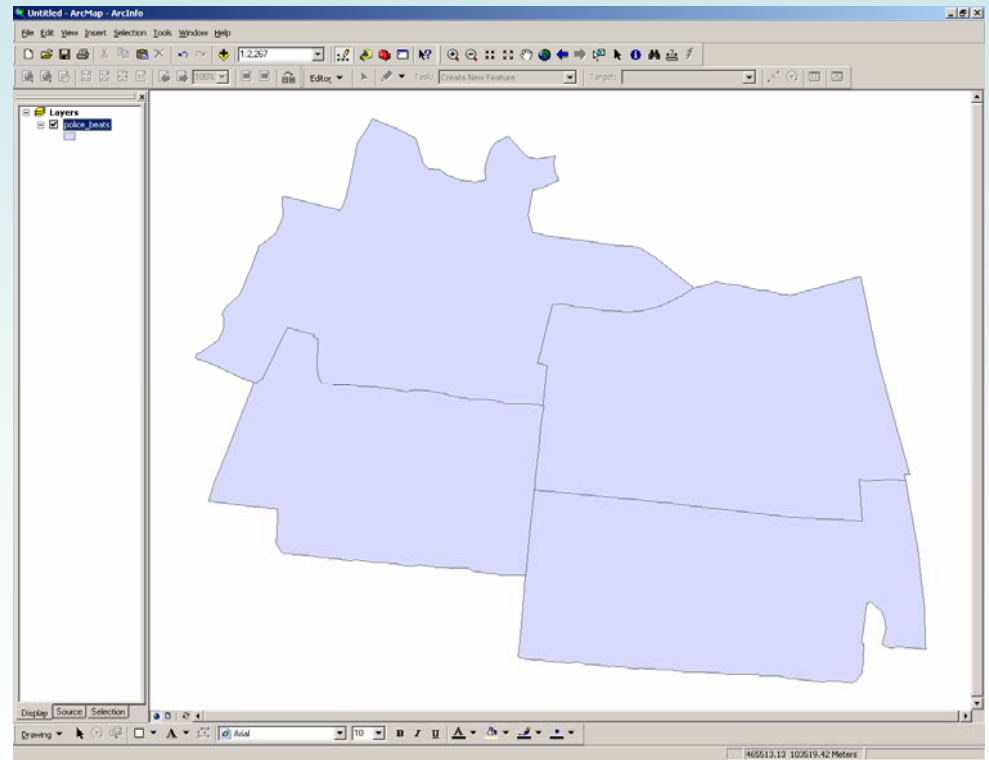 Untitled - ArcMap - ArcInfo
File Edit View Insert Selection Tools Window Help
1:2,267
100% Editor Task: Create New Feature Target:
Layers
police_beats
Display Source Selection
Drawing A Arial 10 B I U A
465513.13 103519.42 Meters